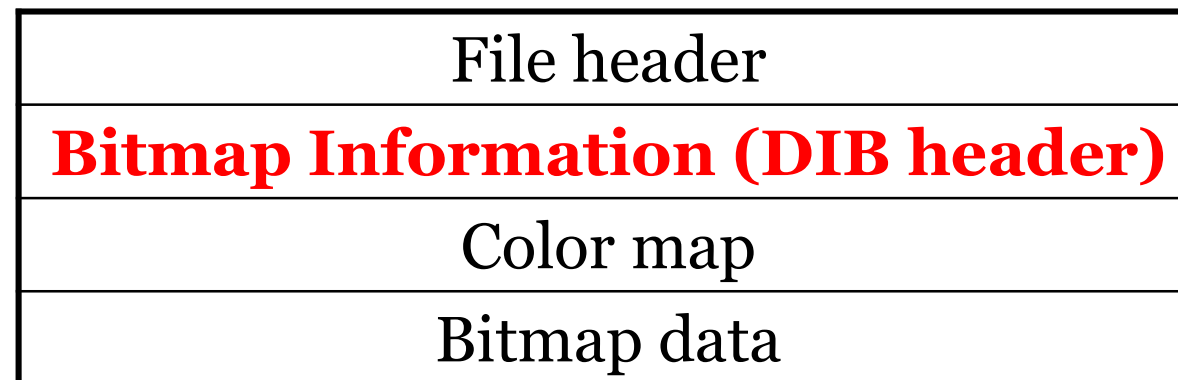 File header
Bitmap Information (DIB header)
Color map
Bitmap data